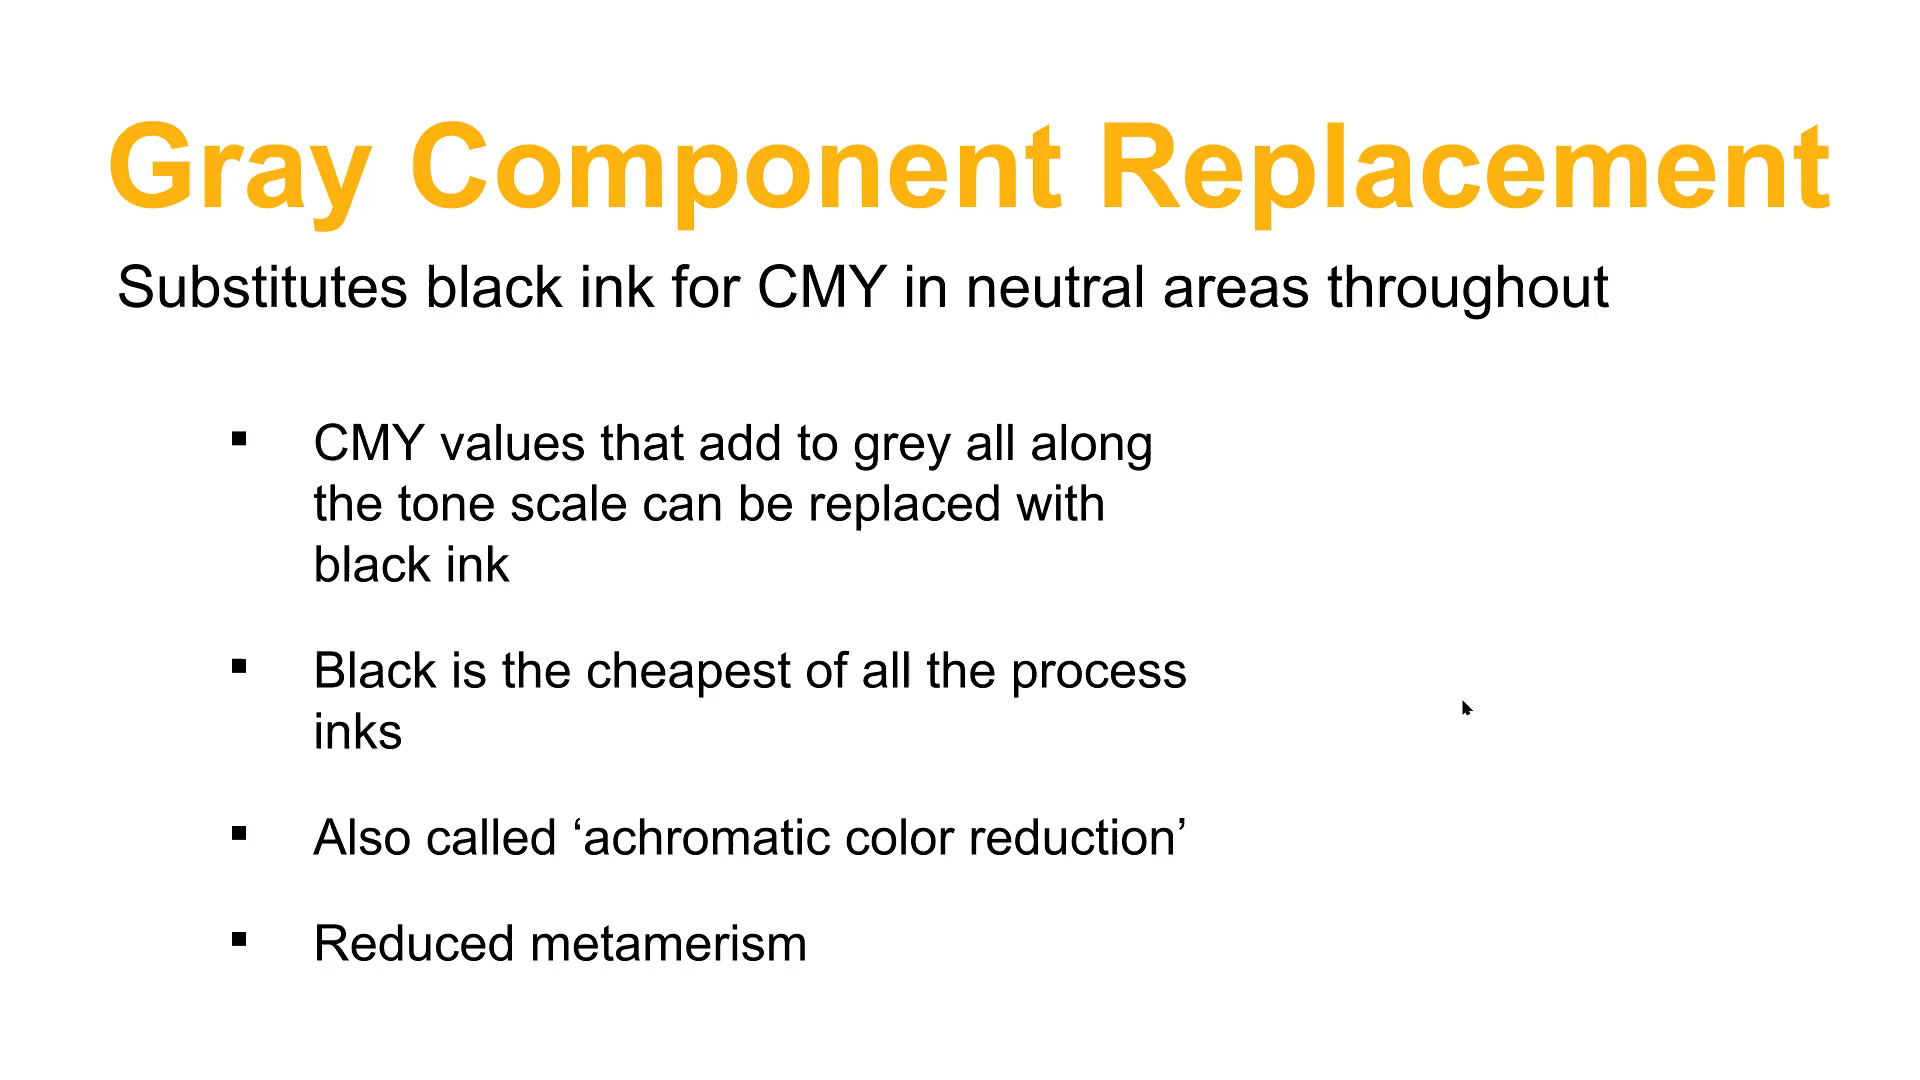 Gray Component Replacement
Substitutes black ink for CMY in neutral areas throughout
▪ CMY values that add to grey all along
the tone scale can be replaced with
black ink
▪ Black is the cheapest of all the process
inks
▪ Also called ‘achromatic color reduction’
▪ Reduced metamerism